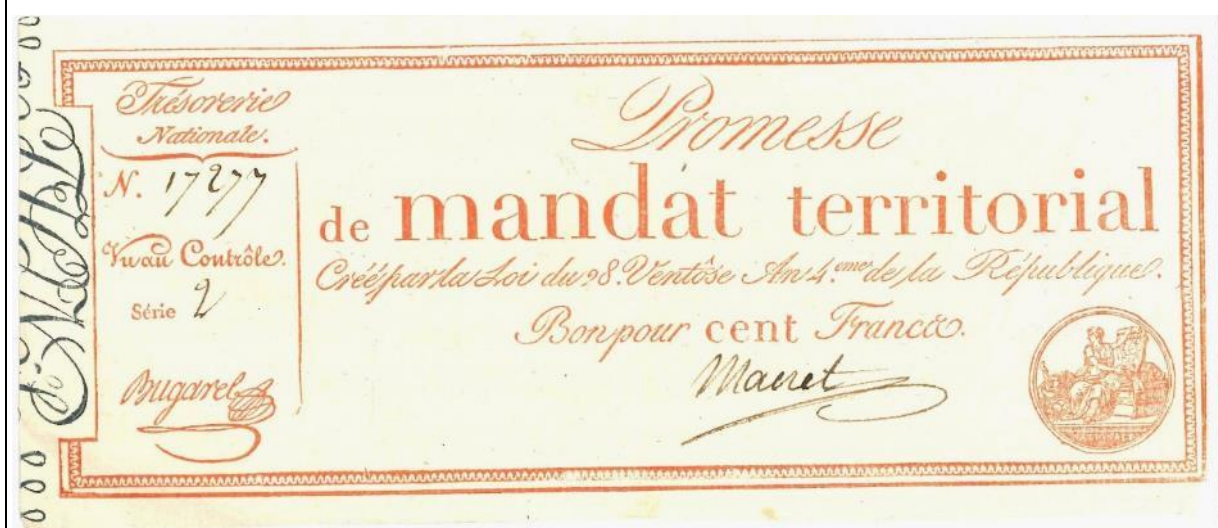 Trésorerie
Nationale.
N. 17277
Vu au Contrôle.
Série 2
Bugarel
Promesse
de mandat territorial
Créé par la Loi du 28. Ventôse An 4.eme de la République.
Bon pour cent Francs.